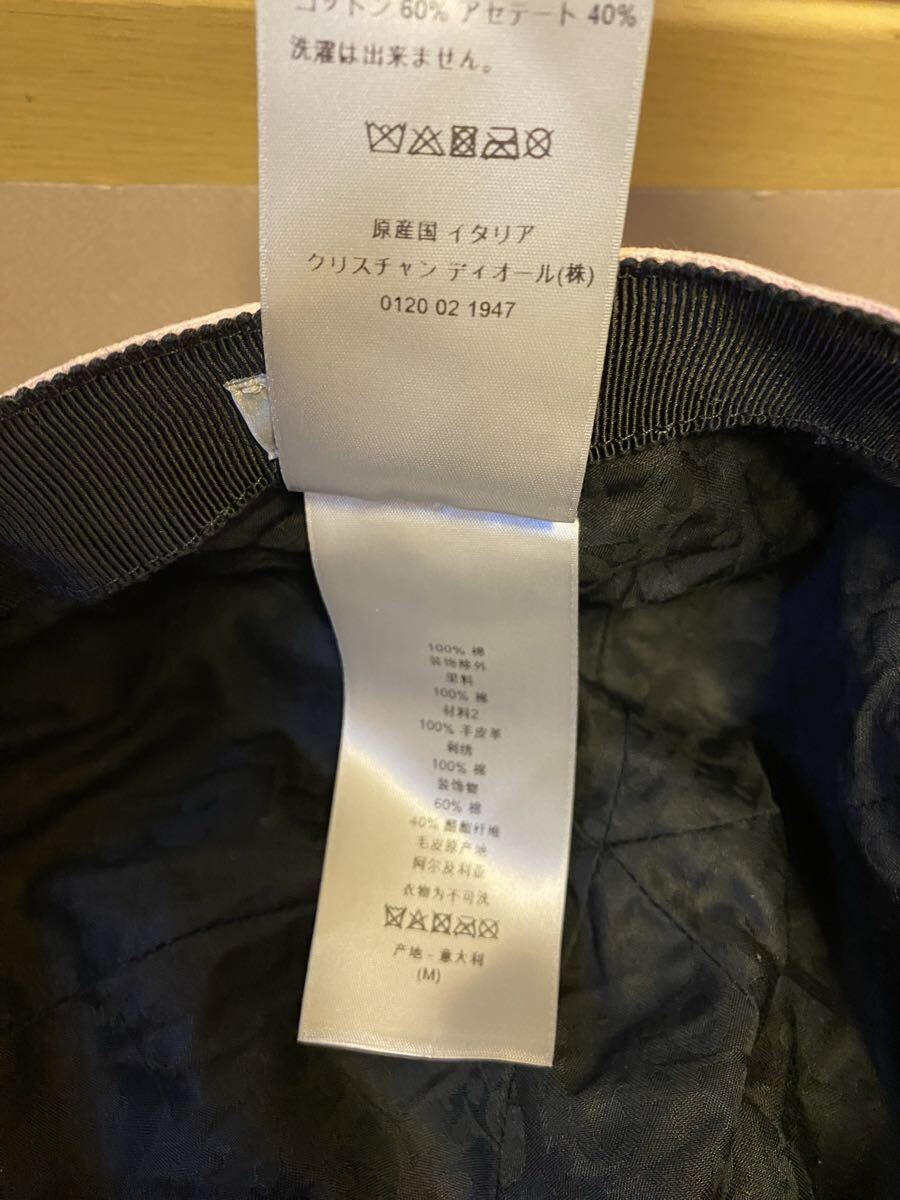 コットン 60% アセテート 40%
洗濯は出来ません。
原産国 イタリア
クリスチャン ディオール(株)
0120 02 1947
100% 棉
装饰除外
里料
100% 棉
材料2
100% 羊皮革
刺绣
100% 棉
装饰物
60% 棉
40% 醋酯纤维
毛皮原产地
阿尔及利亚
衣物为不可洗
产地 - 意大利
(M)